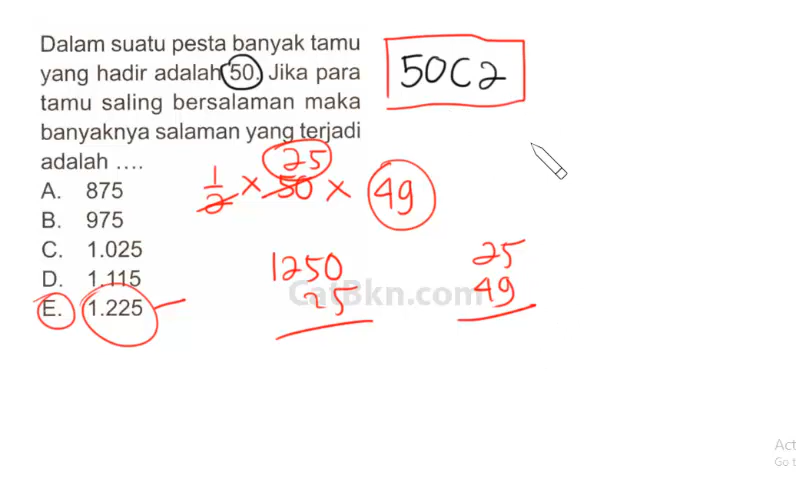 Dalam suatu pesta banyak tamu
yang hadir adalah 50. Jika para
tamu saling bersalaman maka
banyaknya salaman yang terjadi
adalah ....
50C2
A. 875
B. 975
C. 1.025
D. 1.115
E. 1.225
25
1/2 × 50 × 49
1250
25
25
49
CatBkn.com
Act
Go t